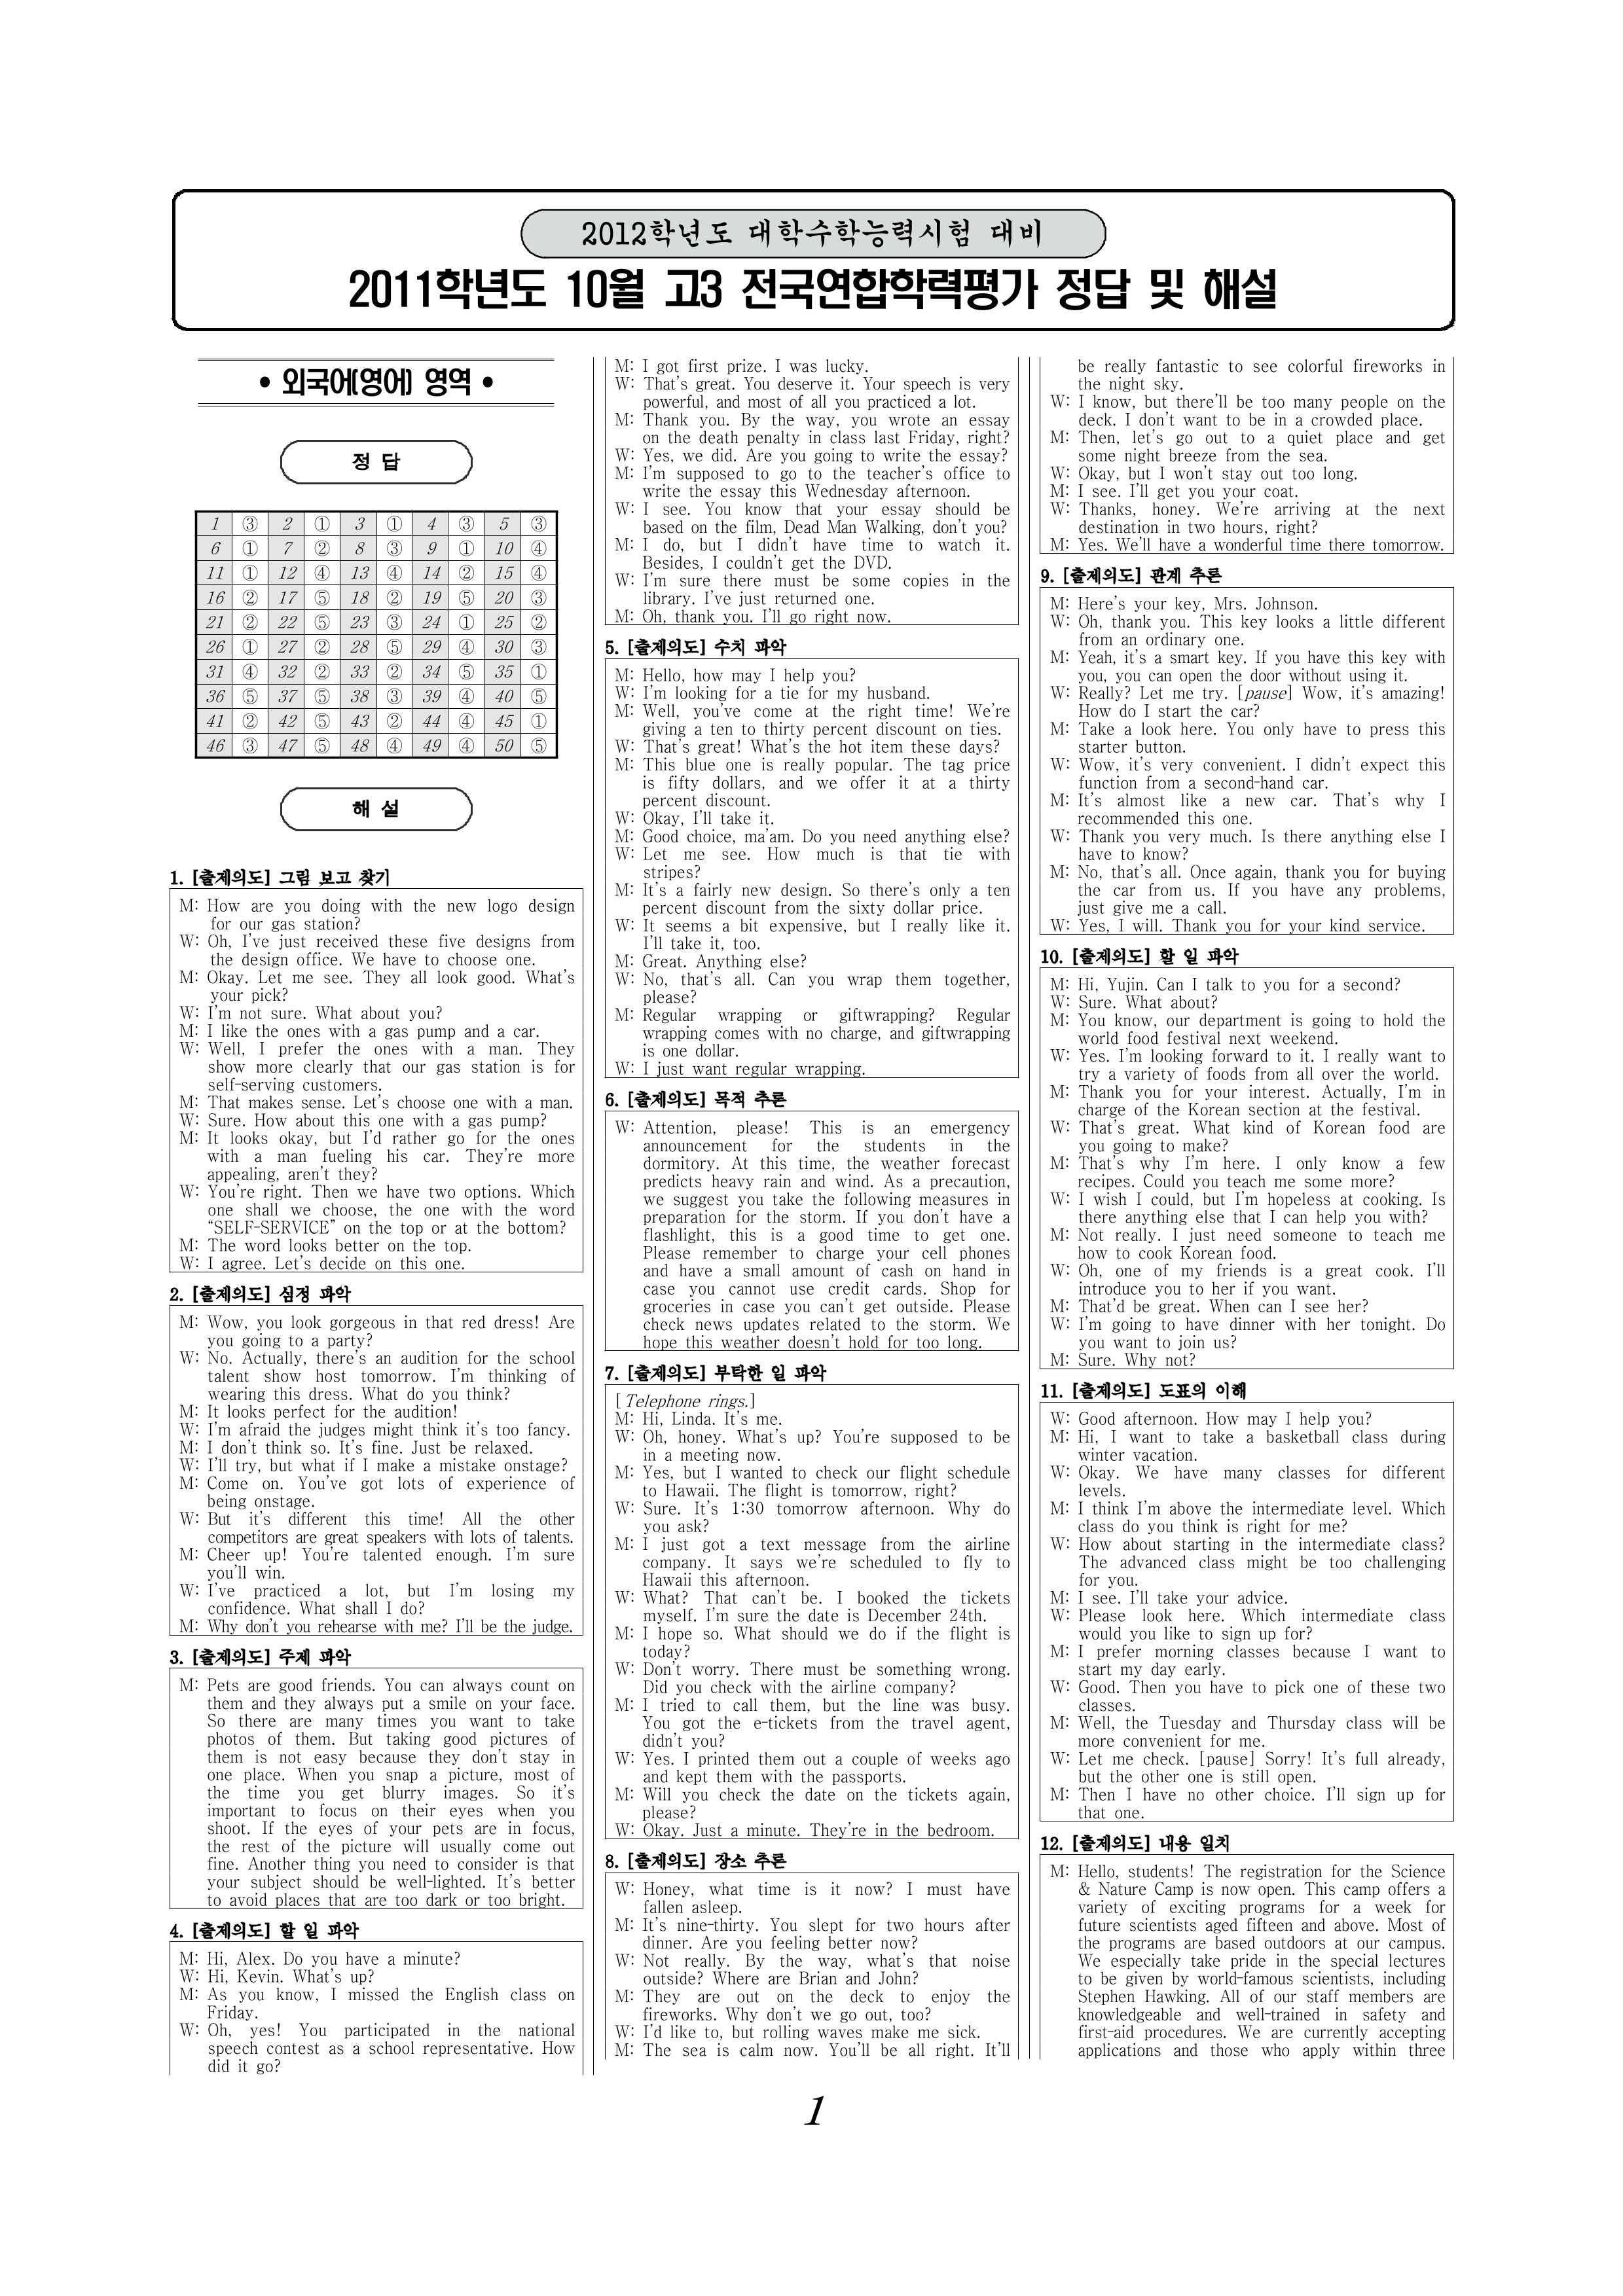 2012학년도 대학수학능력시험 대비
2011학년도 10월 고3 전국연합학력평가 정답 및 해설
• 외국어(영어) 영역 •
정 답
1 ③ 2 ① 3 ① 4 ③ 5 ③
6 ① 7 ② 8 ③ 9 ① 10 ④
11 ① 12 ④ 13 ④ 14 ② 15 ④
16 ② 17 ⑤ 18 ② 19 ⑤ 20 ③
21 ② 22 ⑤ 23 ③ 24 ① 25 ②
26 ① 27 ② 28 ⑤ 29 ④ 30 ③
31 ④ 32 ② 33 ② 34 ⑤ 35 ①
36 ⑤ 37 ⑤ 38 ③ 39 ④ 40 ⑤
41 ② 42 ⑤ 43 ② 44 ④ 45 ①
46 ③ 47 ⑤ 48 ④ 49 ④ 50 ⑤
해 설
1. [출제의도] 그림 보고 찾기
M: How are you doing with the new logo design
for our gas station?
W: Oh, I've just received these five designs from
the design office. We have to choose one.
M: Okay. Let me see. They all look good. What's
your pick?
W: I'm not sure. What about you?
M: I like the ones with a gas pump and a car.
W: Well, I prefer the ones with a man. They
show more clearly that our gas station is for
self-serving customers.
M: That makes sense. Let's choose one with a man.
W: Sure. How about this one with a gas pump?
M: It looks okay, but I'd rather go for the ones
with a man fueling his car. They're more
appealing, aren't they?
W: You're right. Then we have two options. Which
one shall we choose, the one with the word
“SELF-SERVICE” on the top or at the bottom?
M: The word looks better on the top.
W: I agree. Let's decide on this one.
2. [출제의도] 심정 파악
M: Wow, you look gorgeous in that red dress! Are
you going to a party?
W: No. Actually, there's an audition for the school
talent show host tomorrow. I'm thinking of
wearing this dress. What do you think?
M: It looks perfect for the audition!
W: I'm afraid the judges might think it's too fancy.
M: I don't think so. It's fine. Just be relaxed.
W: I'll try, but what if I make a mistake onstage?
M: Come on. You've got lots of experience of
being onstage.
W: But it's different this time! All the other
competitors are great speakers with lots of talents.
M: Cheer up! You're talented enough. I'm sure
you'll win.
W: I've practiced a lot, but I'm losing my
confidence. What shall I do?
M: Why don't you rehearse with me? I'll be the judge.
3. [출제의도] 주제 파악
M: Pets are good friends. You can always count on
them and they always put a smile on your face.
So there are many times you want to take
photos of them. But taking good pictures of
them is not easy because they don't stay in
one place. When you snap a picture, most of
the time you get blurry images. So it's
important to focus on their eyes when you
shoot. If the eyes of your pets are in focus,
the rest of the picture will usually come out
fine. Another thing you need to consider is that
your subject should be well-lighted. It's better
to avoid places that are too dark or too bright.
4. [출제의도] 할 일 파악
M: Hi, Alex. Do you have a minute?
W: Hi, Kevin. What's up?
M: As you know, I missed the English class on
Friday.
W: Oh, yes! You participated in the national
speech contest as a school representative. How
did it go?
M: I got first prize. I was lucky.
W: That's great. You deserve it. Your speech is very
powerful, and most of all you practiced a lot.
M: Thank you. By the way, you wrote an essay
on the death penalty in class last Friday, right?
W: Yes, we did. Are you going to write the essay?
M: I'm supposed to go to the teacher's office to
write the essay this Wednesday afternoon.
W: I see. You know that your essay should be
based on the film, Dead Man Walking, don't you?
M: I do, but I didn't have time to watch it.
Besides, I couldn't get the DVD.
W: I'm sure there must be some copies in the
library. I've just returned one.
M: Oh, thank you. I'll go right now.
5. [출제의도] 수치 파악
M: Hello, how may I help you?
W: I'm looking for a tie for my husband.
M: Well, you've come at the right time! We're
giving a ten to thirty percent discount on ties.
W: That's great! What's the hot item these days?
M: This blue one is really popular. The tag price
is fifty dollars, and we offer it at a thirty
percent discount.
W: Okay, I'll take it.
M: Good choice, ma'am. Do you need anything else?
W: Let me see. How much is that tie with
stripes?
M: It's a fairly new design. So there's only a ten
percent discount from the sixty dollar price.
W: It seems a bit expensive, but I really like it.
I'll take it, too.
M: Great. Anything else?
W: No, that's all. Can you wrap them together,
please?
M: Regular wrapping or giftwrapping? Regular
wrapping comes with no charge, and giftwrapping
is one dollar.
W: I just want regular wrapping.
6. [출제의도] 목적 추론
W: Attention, please! This is an emergency
announcement for the students in the
dormitory. At this time, the weather forecast
predicts heavy rain and wind. As a precaution,
we suggest you take the following measures in
preparation for the storm. If you don't have a
flashlight, this is a good time to get one.
Please remember to charge your cell phones
and have a small amount of cash on hand in
case you cannot use credit cards. Shop for
groceries in case you can't get outside. Please
check news updates related to the storm. We
hope this weather doesn't hold for too long.
7. [출제의도] 부탁한 일 파악
[Telephone rings.]
M: Hi, Linda. It's me.
W: Oh, honey. What's up? You're supposed to be
in a meeting now.
M: Yes, but I wanted to check our flight schedule
to Hawaii. The flight is tomorrow, right?
W: Sure. It's 1:30 tomorrow afternoon. Why do
you ask?
M: I just got a text message from the airline
company. It says we're scheduled to fly to
Hawaii this afternoon.
W: What? That can't be. I booked the tickets
myself. I'm sure the date is December 24th.
M: I hope so. What should we do if the flight is
today?
W: Don't worry. There must be something wrong.
Did you check with the airline company?
M: I tried to call them, but the line was busy.
You got the e-tickets from the travel agent,
didn't you?
W: Yes. I printed them out a couple of weeks ago
and kept them with the passports.
M: Will you check the date on the tickets again,
please?
W: Okay. Just a minute. They're in the bedroom.
8. [출제의도] 장소 추론
W: Honey, what time is it now? I must have
fallen asleep.
M: It's nine-thirty. You slept for two hours after
dinner. Are you feeling better now?
W: Not really. By the way, what's that noise
outside? Where are Brian and John?
M: They are out on the deck to enjoy the
fireworks. Why don't we go out, too?
W: I'd like to, but rolling waves make me sick.
M: The sea is calm now. You'll be all right. It'll
be really fantastic to see colorful fireworks in
the night sky.
W: I know, but there'll be too many people on the
deck. I don't want to be in a crowded place.
M: Then, let's go out to a quiet place and get
some night breeze from the sea.
W: Okay, but I won't stay out too long.
M: I see. I'll get you your coat.
W: Thanks, honey. We're arriving at the next
destination in two hours, right?
M: Yes. We'll have a wonderful time there tomorrow.
9. [출제의도] 관계 추론
M: Here's your key, Mrs. Johnson.
W: Oh, thank you. This key looks a little different
from an ordinary one.
M: Yeah, it's a smart key. If you have this key with
you, you can open the door without using it.
W: Really? Let me try. [pause] Wow, it's amazing!
How do I start the car?
M: Take a look here. You only have to press this
starter button.
W: Wow, it's very convenient. I didn't expect this
function from a second-hand car.
M: It's almost like a new car. That's why I
recommended this one.
W: Thank you very much. Is there anything else I
have to know?
M: No, that's all. Once again, thank you for buying
the car from us. If you have any problems,
just give me a call.
W: Yes, I will. Thank you for your kind service.
10. [출제의도] 할 일 파악
M: Hi, Yujin. Can I talk to you for a second?
W: Sure. What about?
M: You know, our department is going to hold the
world food festival next weekend.
W: Yes. I'm looking forward to it. I really want to
try a variety of foods from all over the world.
M: Thank you for your interest. Actually, I'm in
charge of the Korean section at the festival.
W: That's great. What kind of Korean food are
you going to make?
M: That's why I'm here. I only know a few
recipes. Could you teach me some more?
W: I wish I could, but I'm hopeless at cooking. Is
there anything else that I can help you with?
M: Not really. I just need someone to teach me
how to cook Korean food.
W: Oh, one of my friends is a great cook. I'll
introduce you to her if you want.
M: That'd be great. When can I see her?
W: I'm going to have dinner with her tonight. Do
you want to join us?
M: Sure. Why not?
11. [출제의도] 도표의 이해
W: Good afternoon. How may I help you?
M: Hi, I want to take a basketball class during
winter vacation.
W: Okay. We have many classes for different
levels.
M: I think I'm above the intermediate level. Which
class do you think is right for me?
W: How about starting in the intermediate class?
The advanced class might be too challenging
for you.
M: I see. I'll take your advice.
W: Please look here. Which intermediate class
would you like to sign up for?
M: I prefer morning classes because I want to
start my day early.
W: Good. Then you have to pick one of these two
classes.
M: Well, the Tuesday and Thursday class will be
more convenient for me.
W: Let me check. [pause] Sorry! It's full already,
but the other one is still open.
M: Then I have no other choice. I'll sign up for
that one.
12. [출제의도] 내용 일치
M: Hello, students! The registration for the Science
& Nature Camp is now open. This camp offers a
variety of exciting programs for a week for
future scientists aged fifteen and above. Most of
the programs are based outdoors at our campus.
We especially take pride in the special lectures
to be given by world-famous scientists, including
Stephen Hawking. All of our staff members are
knowledgeable and well-trained in safety and
first-aid procedures. We are currently accepting
applications and those who apply within three
1